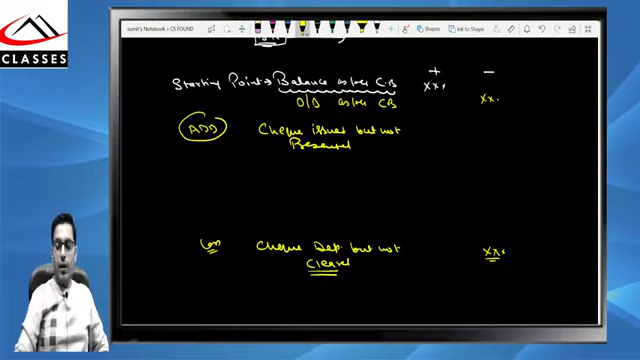 CLASSES
sumit's Notebook » CS FOUND
Shapes Ink to Shape
+ −
Starting Point → Balance as per C.B xxx
O/D as per CB xx.
ADD Cheque issued but not
Presented
Less Cheque Dep. but not xxx
Cleared